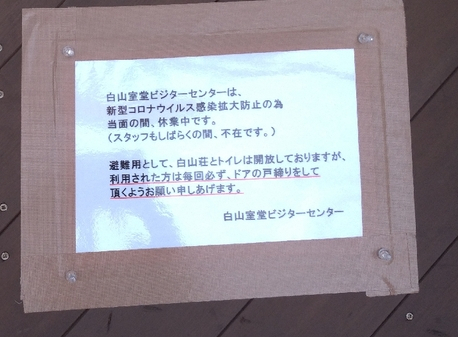 白山室堂ビジターセンターは、
新型コロナウイルス感染拡大防止の為
当面の間、休業中です。
（スタッフもしばらくの間、不在です。）
避難用として、白山荘とトイレは開放しておりますが、
利用された方は毎回必ず、ドアの戸締りをして
頂くようお願い申しあげます。
白山室堂ビジターセンター